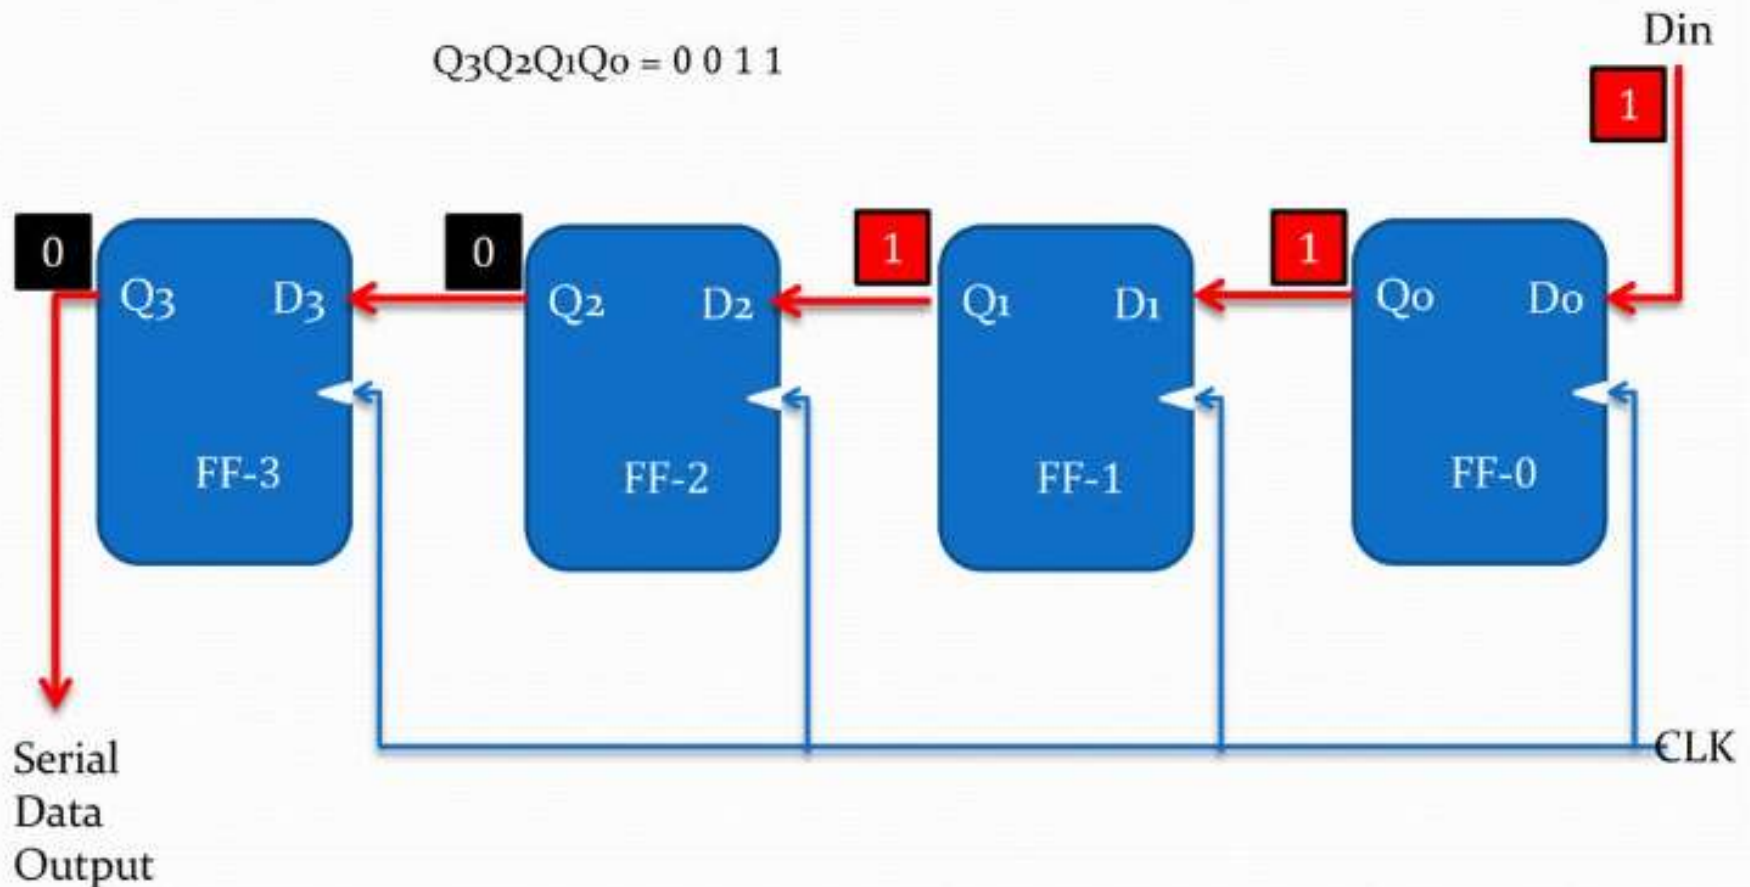 Din
Q3Q2Q1Q0 = 0 0 1 1
1
0
0
1
1
Q3 D3
Q2 D2
Q1 D1
Q0 D0
FF-3
FF-2
FF-1
FF-0
CLK
Serial
Data
Output